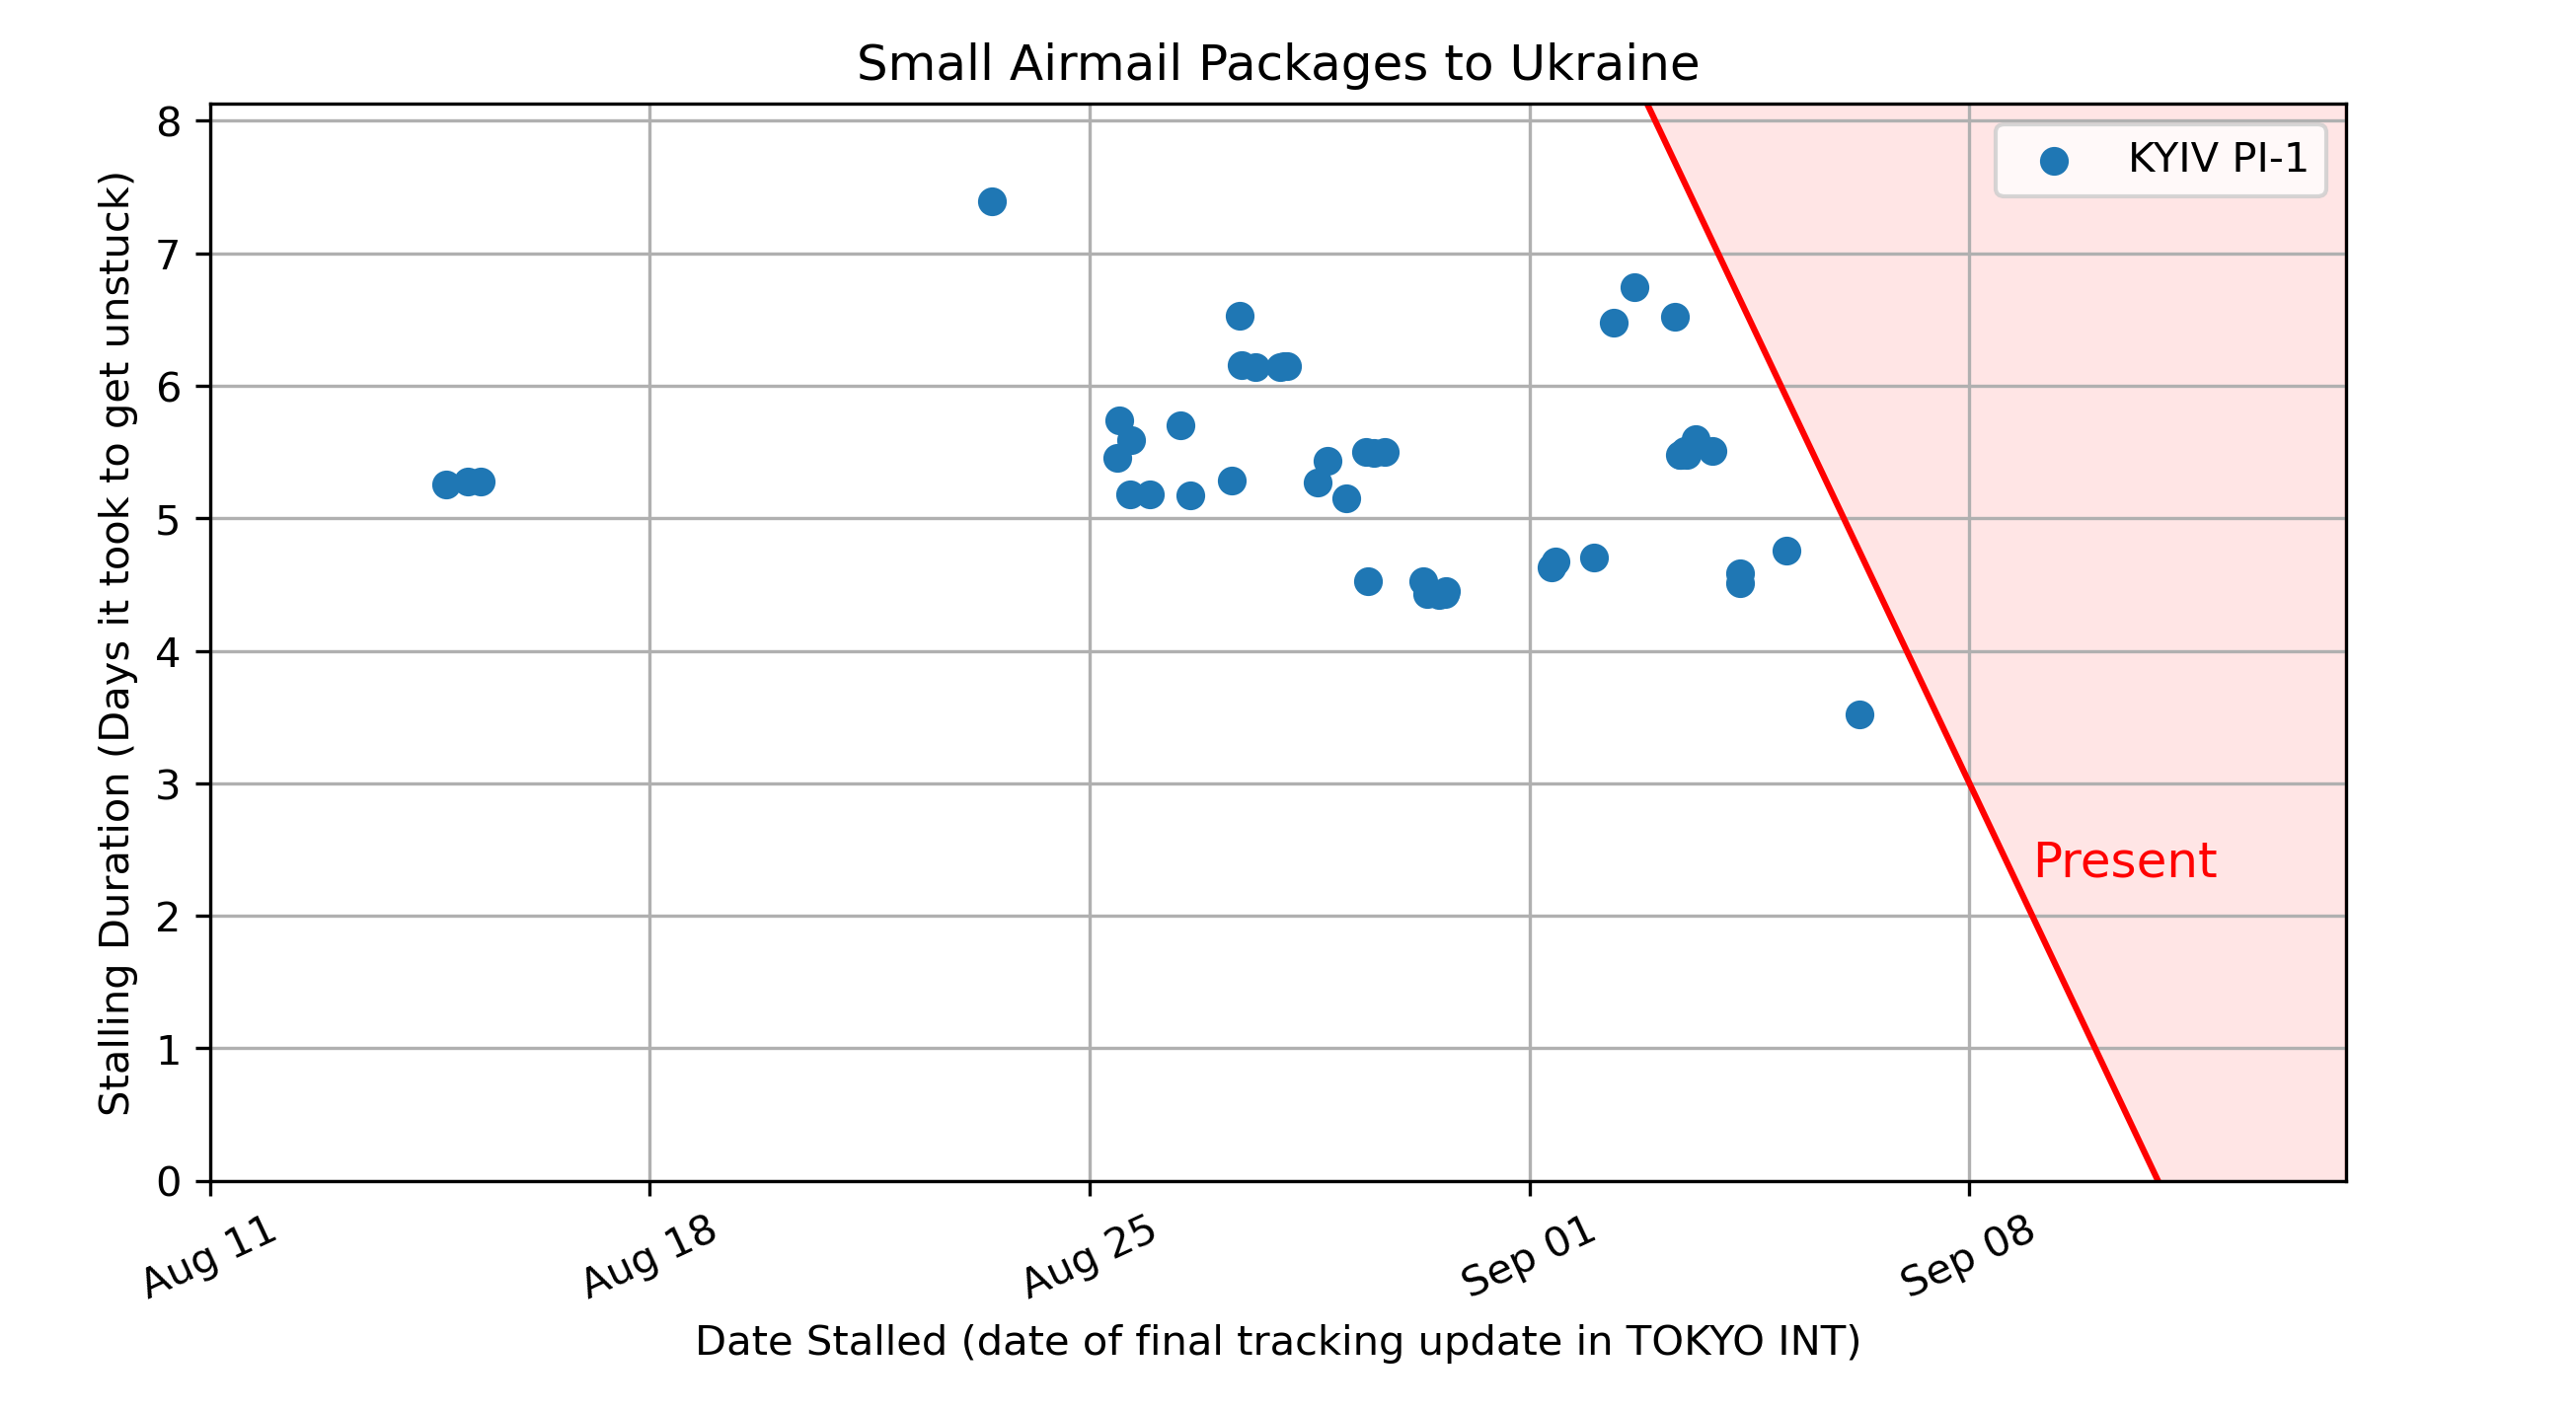 Small Airmail Packages to Ukraine
Stalling Duration (Days it took to get unstuck)
8
7
6
5
4
3
2
1
0
KYIV PI-1
Present
Aug 11
Aug 18
Aug 25
Sep 01
Sep 08
Date Stalled (date of final tracking update in TOKYO INT)